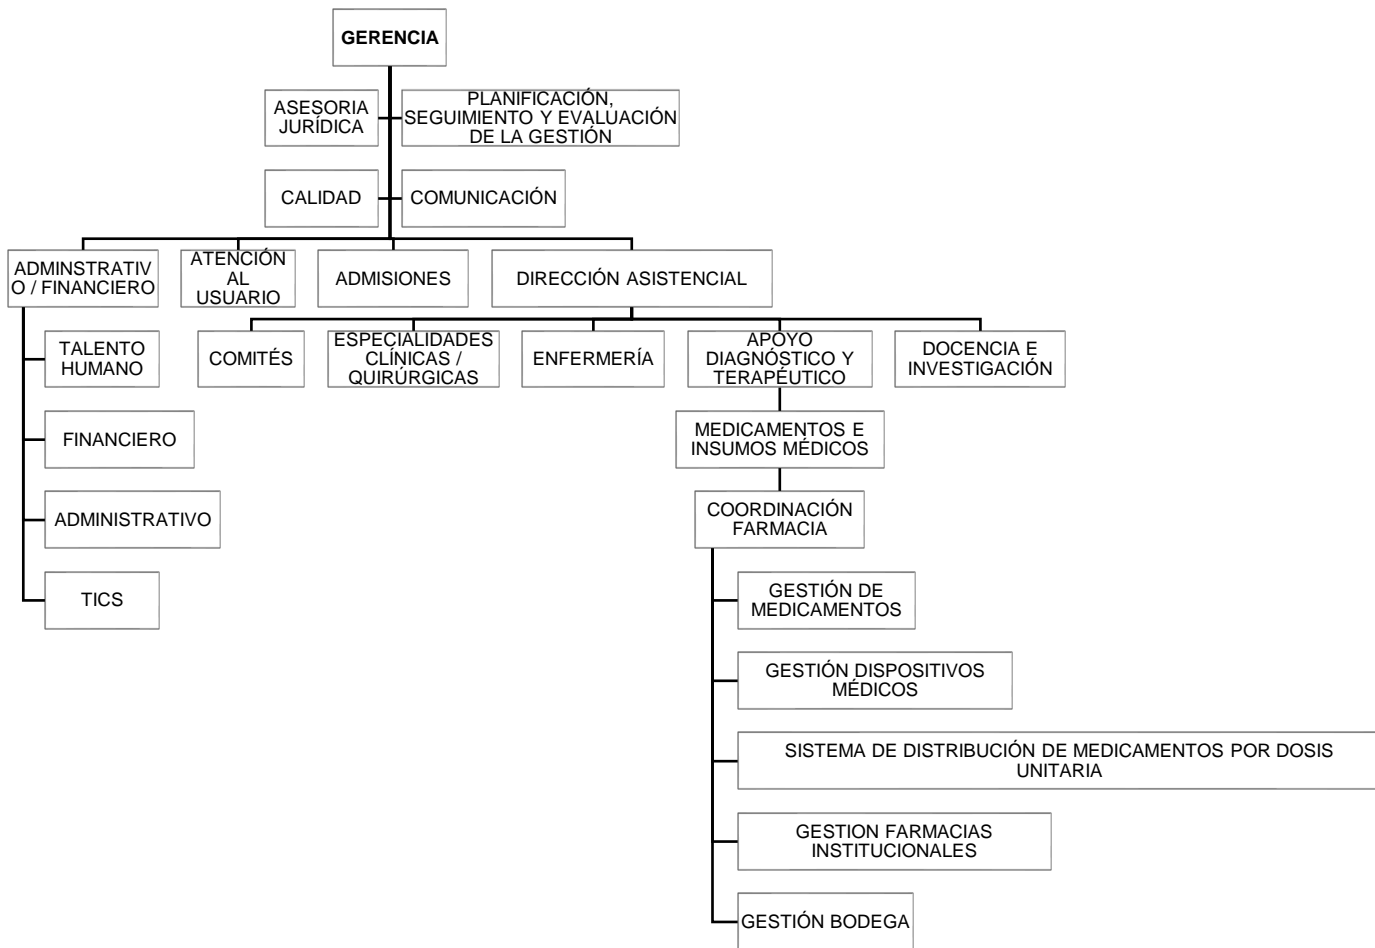 GERENCIA
ASESORIA
JURÍDICA
PLANIFICACIÓN,
SEGUIMIENTO Y EVALUACIÓN
DE LA GESTIÓN
CALIDAD
COMUNICACIÓN
ADMINSTRATIV
O / FINANCIERO
ATENCIÓN
AL
USUARIO
ADMISIONES
DIRECCIÓN ASISTENCIAL
TALENTO
HUMANO
FINANCIERO
ADMINISTRATIVO
TICS
COMITÉS
ESPECIALIDADES
CLÍNICAS /
QUIRÚRGICAS
ENFERMERÍA
APOYO
DIAGNÓSTICO Y
TERAPÉUTICO
DOCENCIA E
INVESTIGACIÓN
MEDICAMENTOS E
INSUMOS MÉDICOS
COORDINACIÓN
FARMACIA
GESTIÓN DE
MEDICAMENTOS
GESTIÓN DISPOSITIVOS
MÉDICOS
SISTEMA DE DISTRIBUCIÓN DE MEDICAMENTOS POR DOSIS
UNITARIA
GESTION FARMACIAS
INSTITUCIONALES
GESTIÓN BODEGA